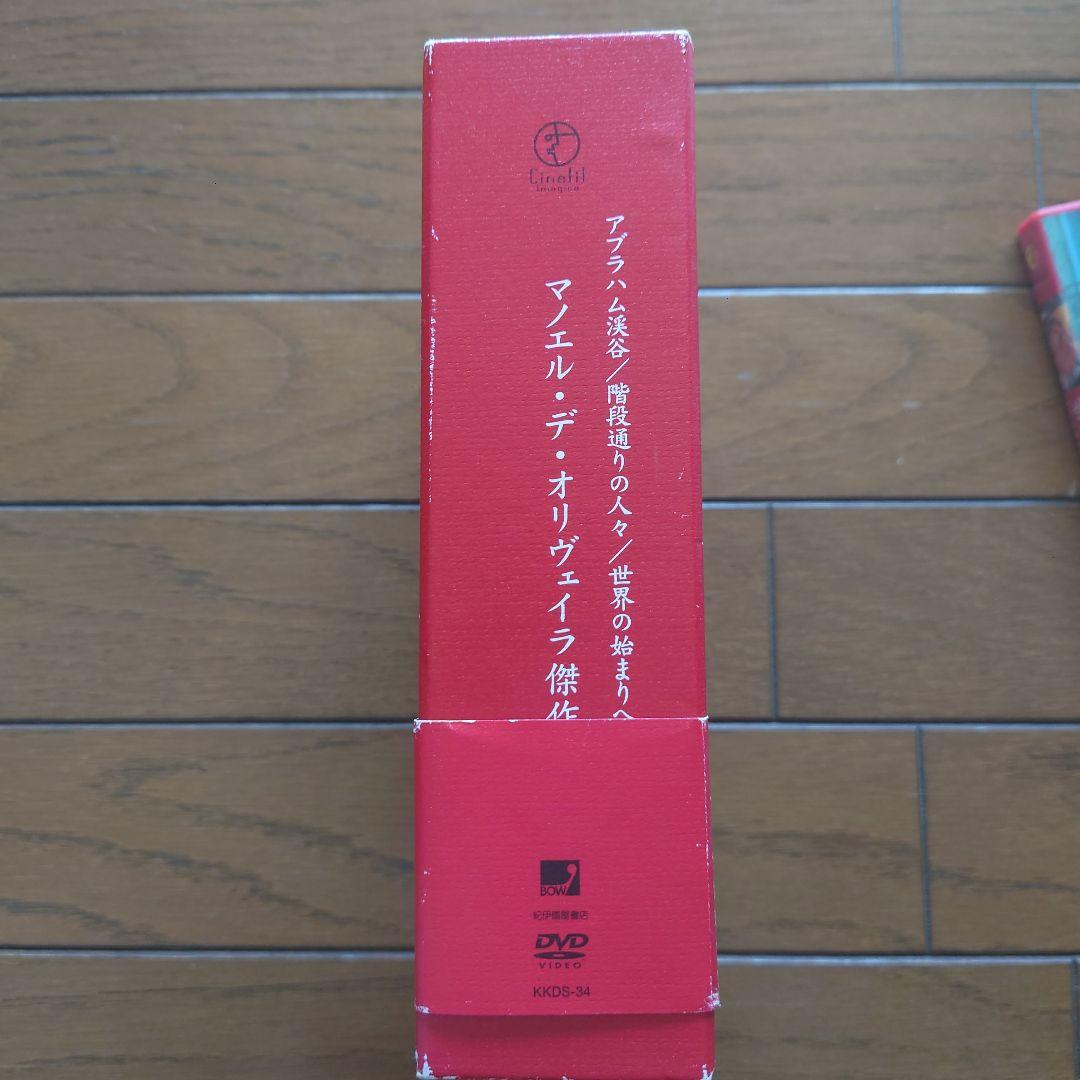 Cinefil
Imagica
アブラハム渓谷/階段通りの人々/世界の始まりへ
マノエル・デ・オリヴェイラ傑作
BOW
紀伊國屋書店
DVD
VIDEO
KKDS-34